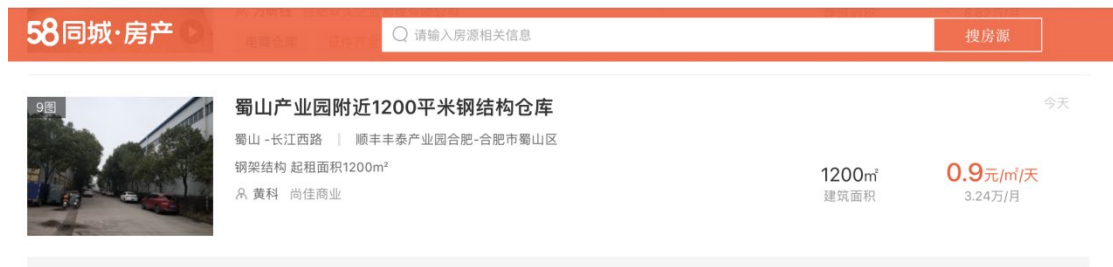 58同城·房产
请输入房源相关信息
搜房源
9图
蜀山产业园附近1200平米钢结构仓库
今天
蜀山 -长江西路 | 顺丰丰泰产业园合肥-合肥市蜀山区
钢架结构 起租面积1200m²
黄科 尚佳商业
1200㎡
建筑面积
0.9元/㎡/天
3.24万/月